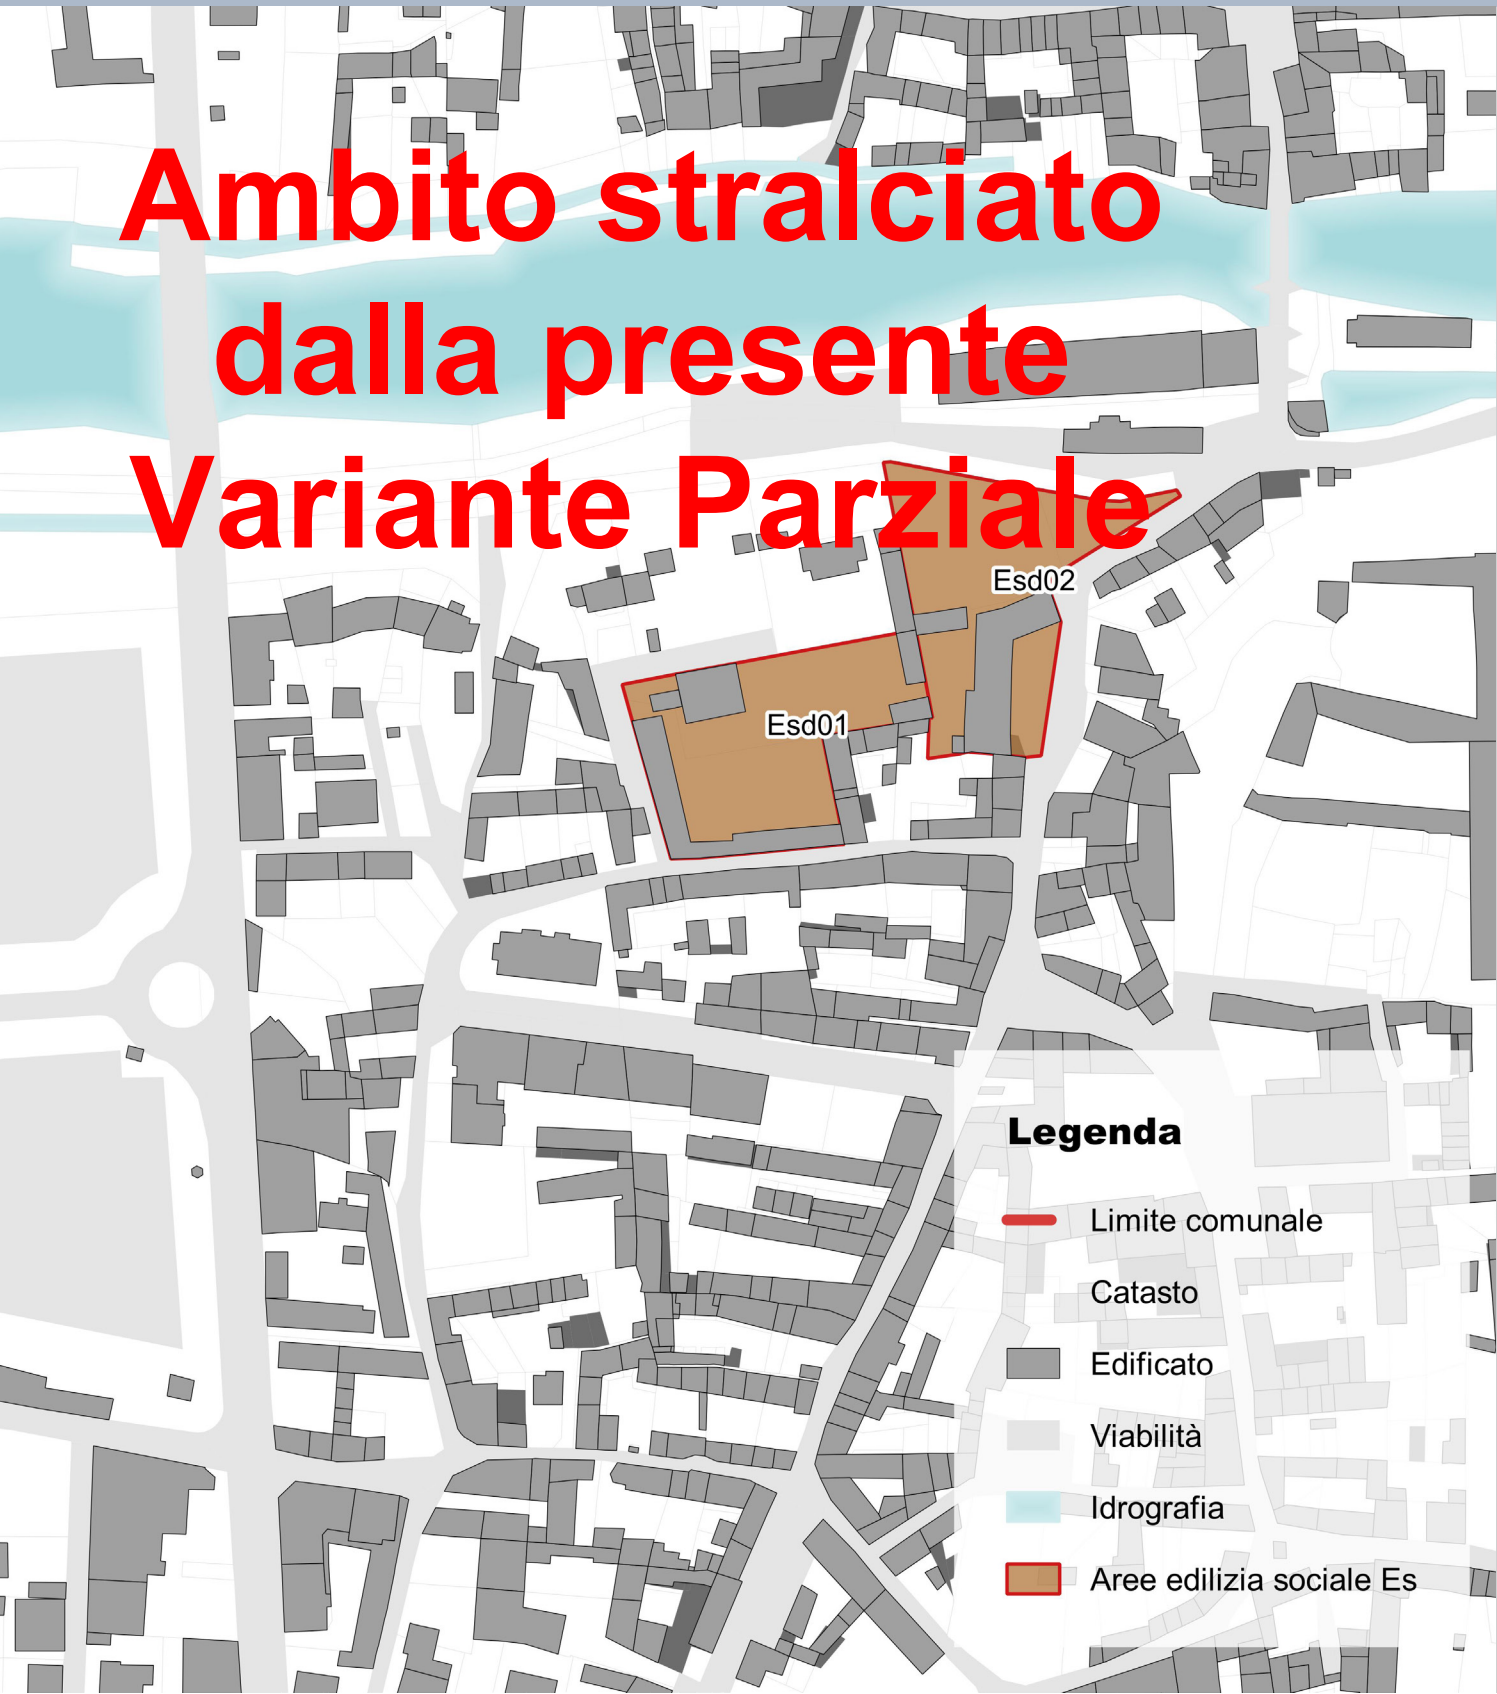 Ambito stralciato
dalla presente
Variante Parziale
Esd02
Esd01
Legenda
Limite comunale
Catasto
Edificato
Viabilità
Idrografia
Aree edilizia sociale Es